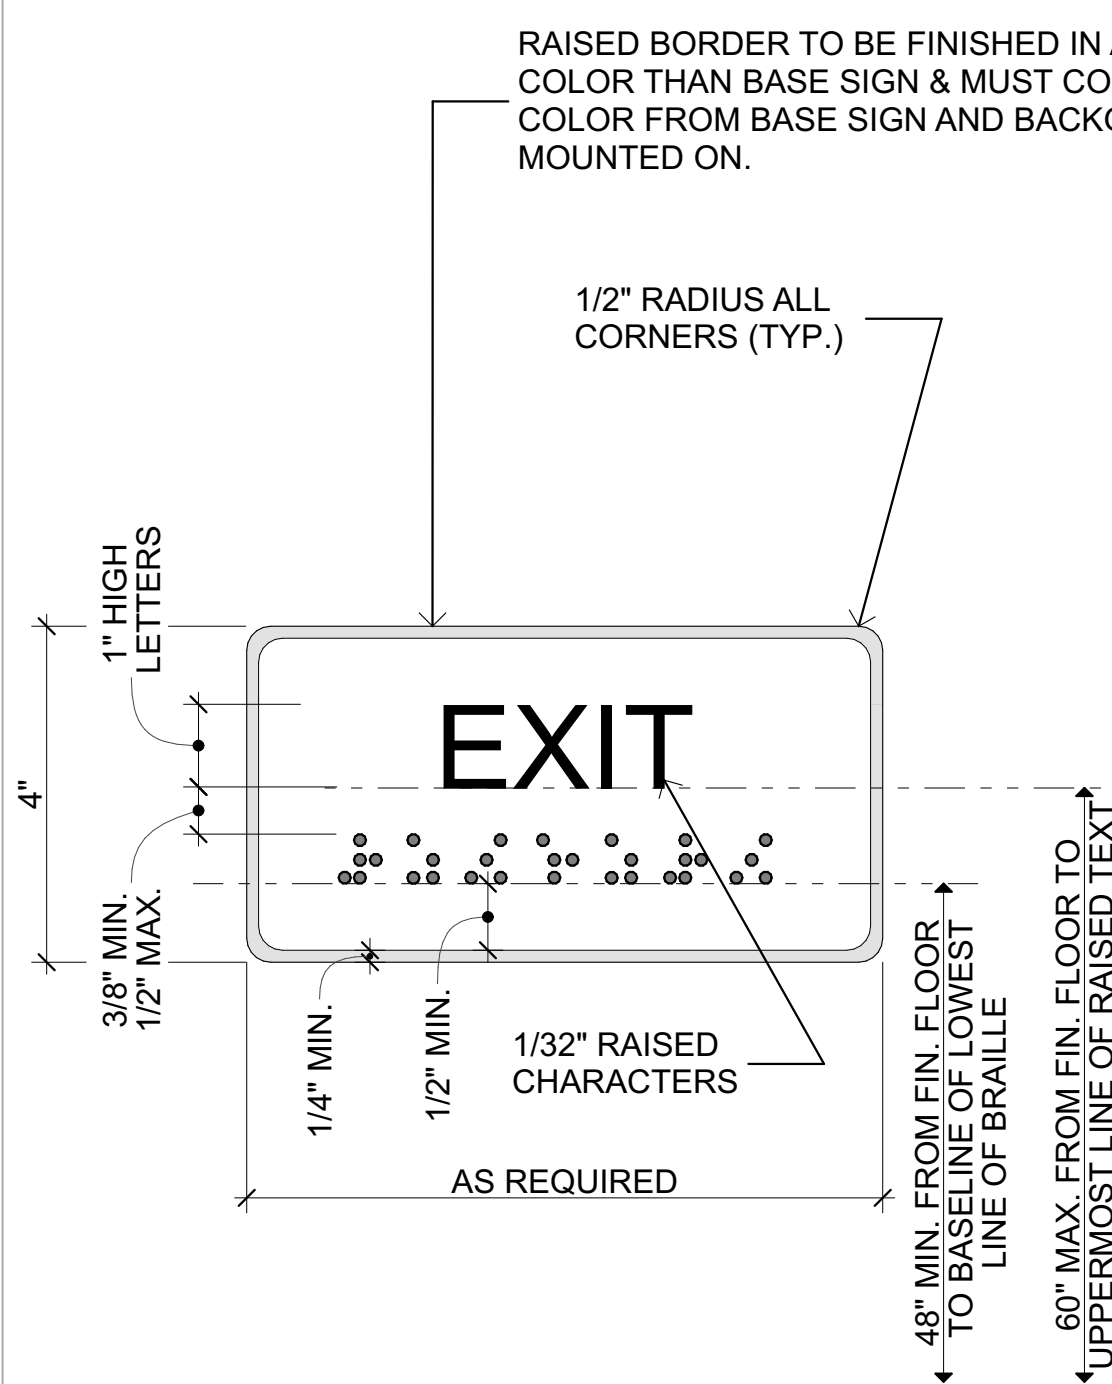 RAISED BORDER TO BE FINISHED IN
COLOR THAN BASE SIGN & MUST
COLOR FROM BASE SIGN AND
MOUNTED ON.
1/2" RADIUS ALL
CORNERS (TYP.)
1" HIGH
LETTERS
4"
EXIT
3/8" MIN.
1/2" MAX.
1/4" MIN.
1/2" MIN.
1/32" RAISED
CHARACTERS
AS REQUIRED
48" MIN. FROM FIN. FLOOR
TO BASELINE OF LOWEST
LINE OF BRAILLE
60" MAX. FROM FIN. FLOOR TO
UPPERMOST LINE OF RAISED TEXT